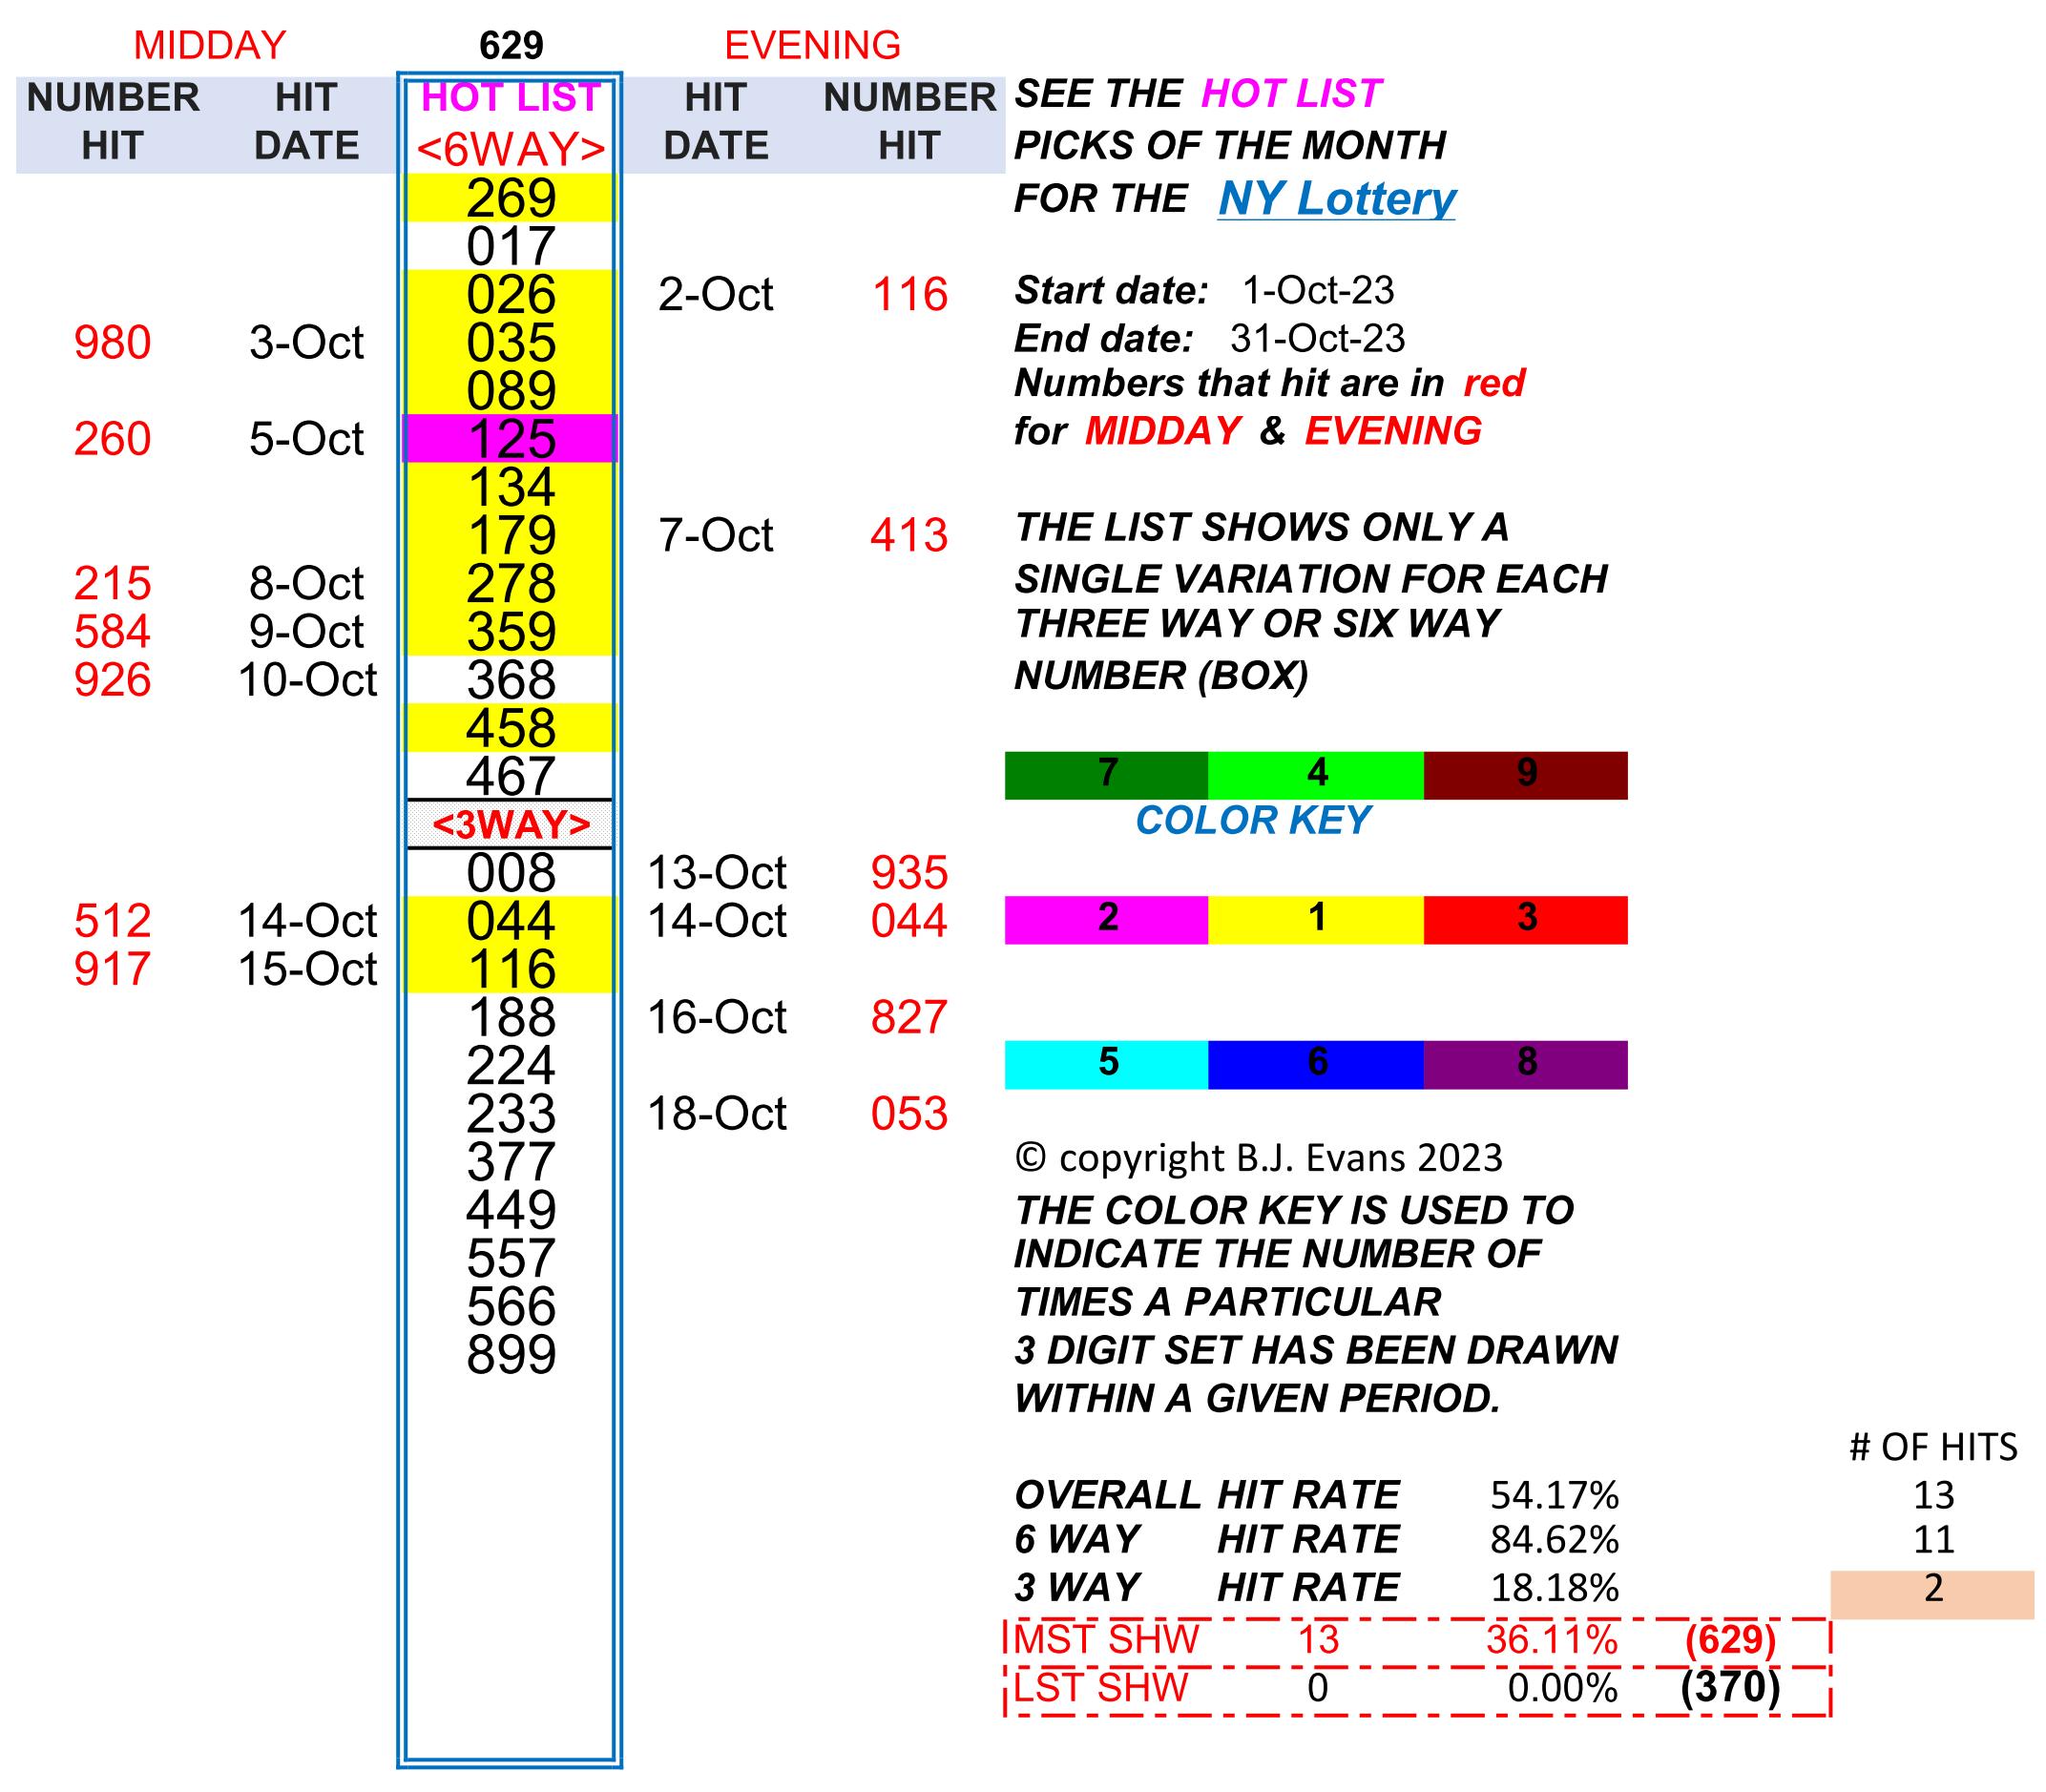 MIDDAY 629 EVENING
NUMBER HIT HOT LIST HIT NUMBER SEE THE HOT LIST
HIT DATE <6WAY> DATE HIT PICKS OF THE MONTH
269 FOR THE NY Lottery
017
026 2-Oct 116 Start date: 1-Oct-23
980 3-Oct 035 End date: 31-Oct-23
089 Numbers that hit are in red
260 5-Oct 125 for MIDDAY & EVENING
134
179 7-Oct 413 THE LIST SHOWS ONLY A
215 8-Oct 278 SINGLE VARIATION FOR EACH
584 9-Oct 359 THREE WAY OR SIX WAY
926 10-Oct 368 NUMBER (BOX)
458
467 7 4 9
<3WAY> COLOR KEY
008 13-Oct 935
512 14-Oct 044 14-Oct 044 2 1 3
917 15-Oct 116
188 16-Oct 827
224 5 6 8
233 18-Oct 053
377 © copyright B.J. Evans 2023
449 THE COLOR KEY IS USED TO
557 INDICATE THE NUMBER OF
566 TIMES A PARTICULAR
899 3 DIGIT SET HAS BEEN DRAWN
WITHIN A GIVEN PERIOD.
# OF HITS
OVERALL HIT RATE 54.17% 13
6 WAY HIT RATE 84.62% 11
3 WAY HIT RATE 18.18% 2
MST SHW 13 36.11% (629)
LST SHW 0 0.00% (370)